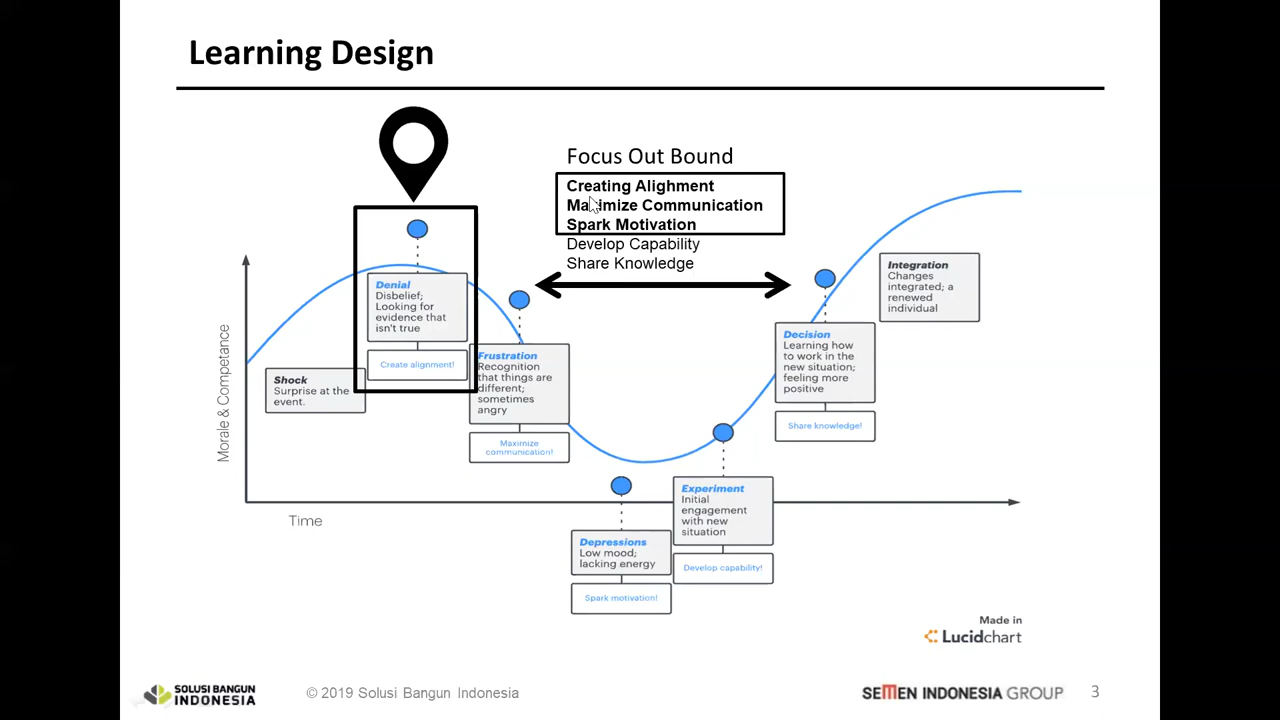 Learning Design
Focus Out Bound
Creating Alighment
Maximize Communication
Spark Motivation
Develop Capability
Share Knowledge
Morale & Competance
Time
Shock
Surprise at the
event.
Denial
Disbelief;
Looking for
evidence that
isn't true
Create alignment!
Frustration
Recognition
that things are
different;
sometimes
angry
Maximize
communication!
Depressions
Low mood;
lacking energy
Spark motivation!
Experiment
Initial
engagement
with new
situation
Develop capability!
Decision
Learning how
to work in the
new situation;
feeling more
positive
Share knowledge!
Integration
Changes
integrated; a
renewed
individual
Made in
Lucidchart
SOLUSI BANGUN
INDONESIA
© 2019 Solusi Bangun Indonesia
SEMEN INDONESIA GROUP
3